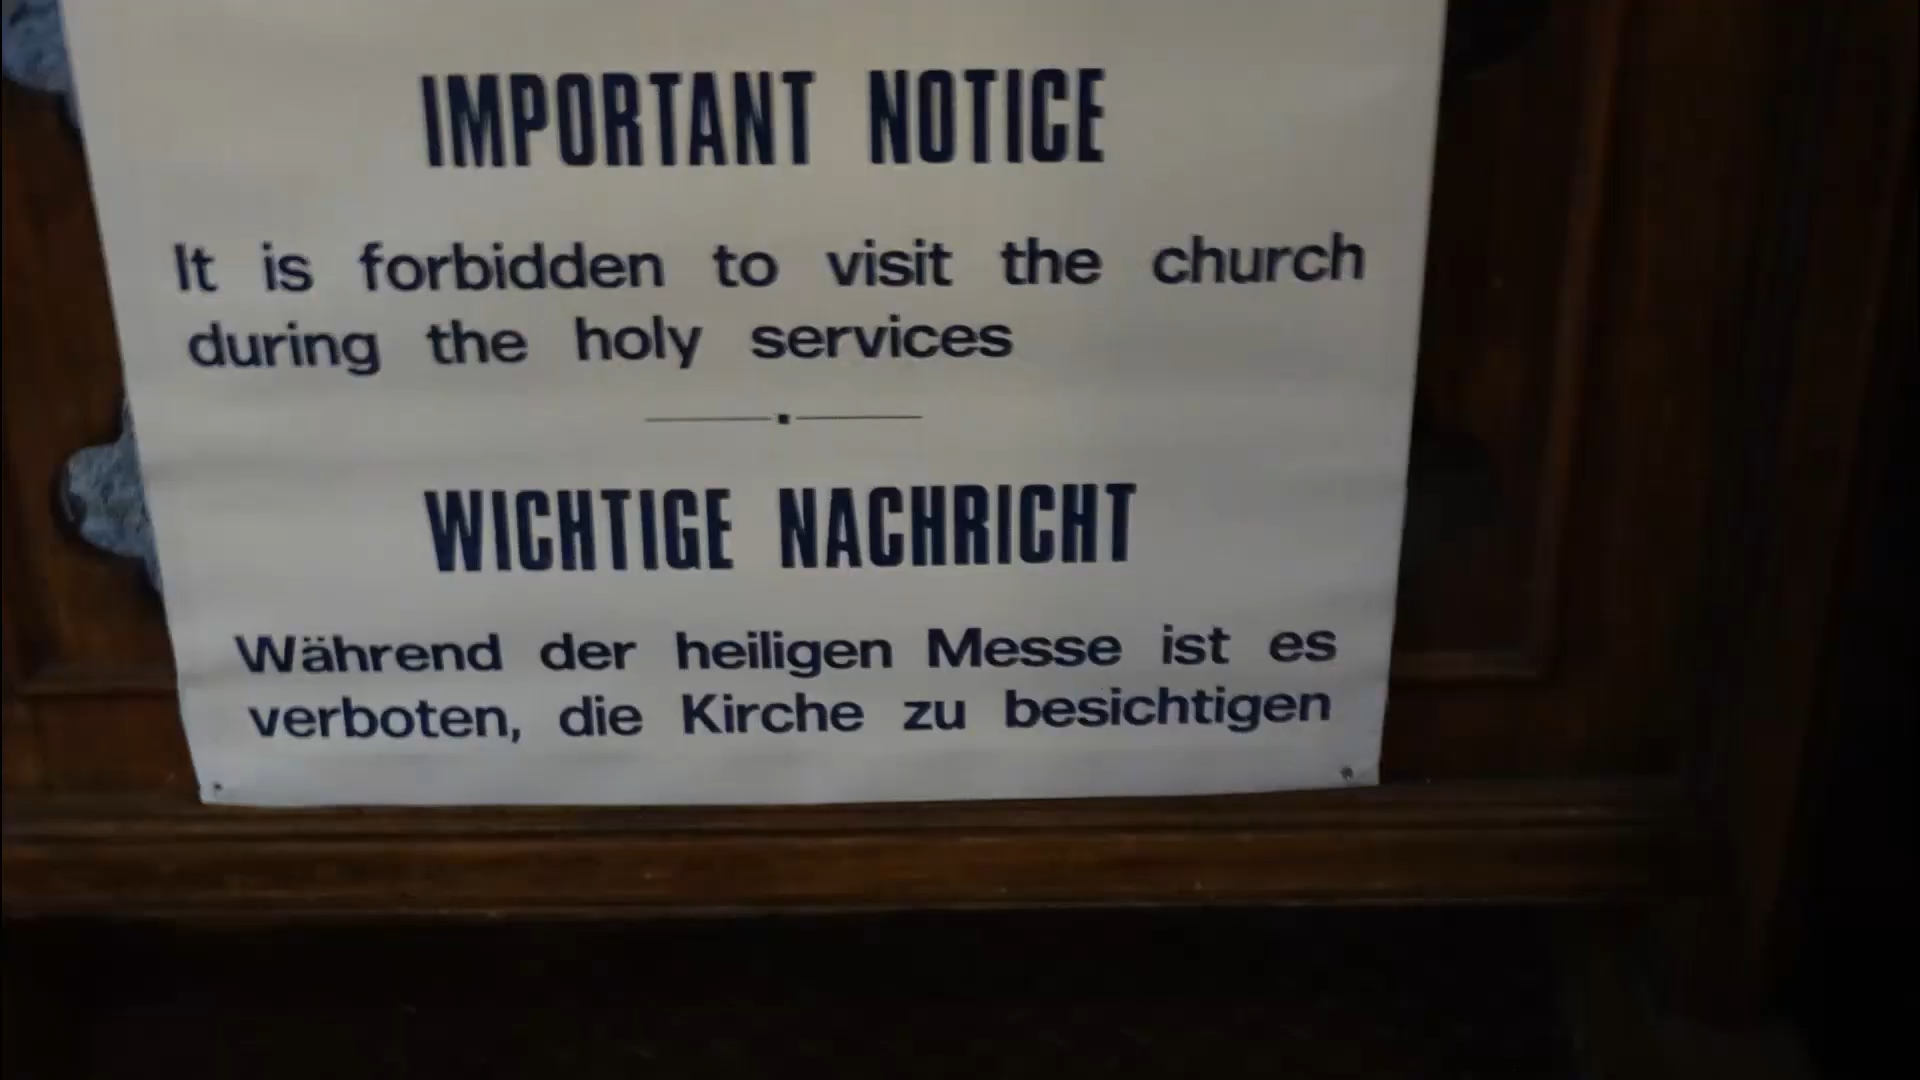 IMPORTANT NOTICE
It is forbidden to visit the church
during the holy services
WICHTIGE NACHRICHT
Während der heiligen Messe ist es
verboten, die Kirche zu besichtigen